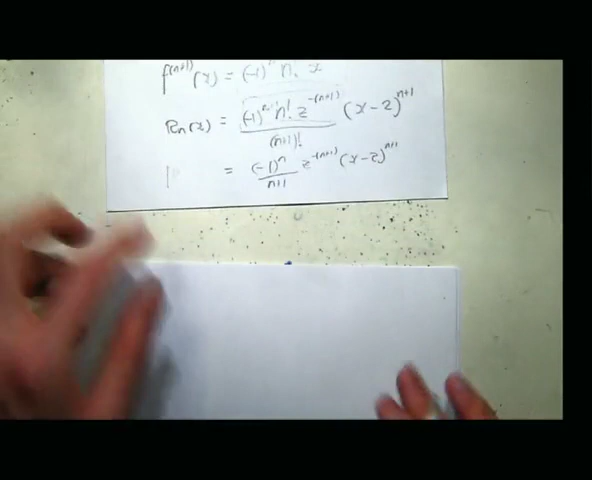 f^(n+1) (x) = (-1)^n n! x
Rn(x) = (-1)^n n! z^-(n+1) / (n+1)! (x-2)^n+1
= (-1)^n / n+1 z^-(n+1) (x-2)^n+1